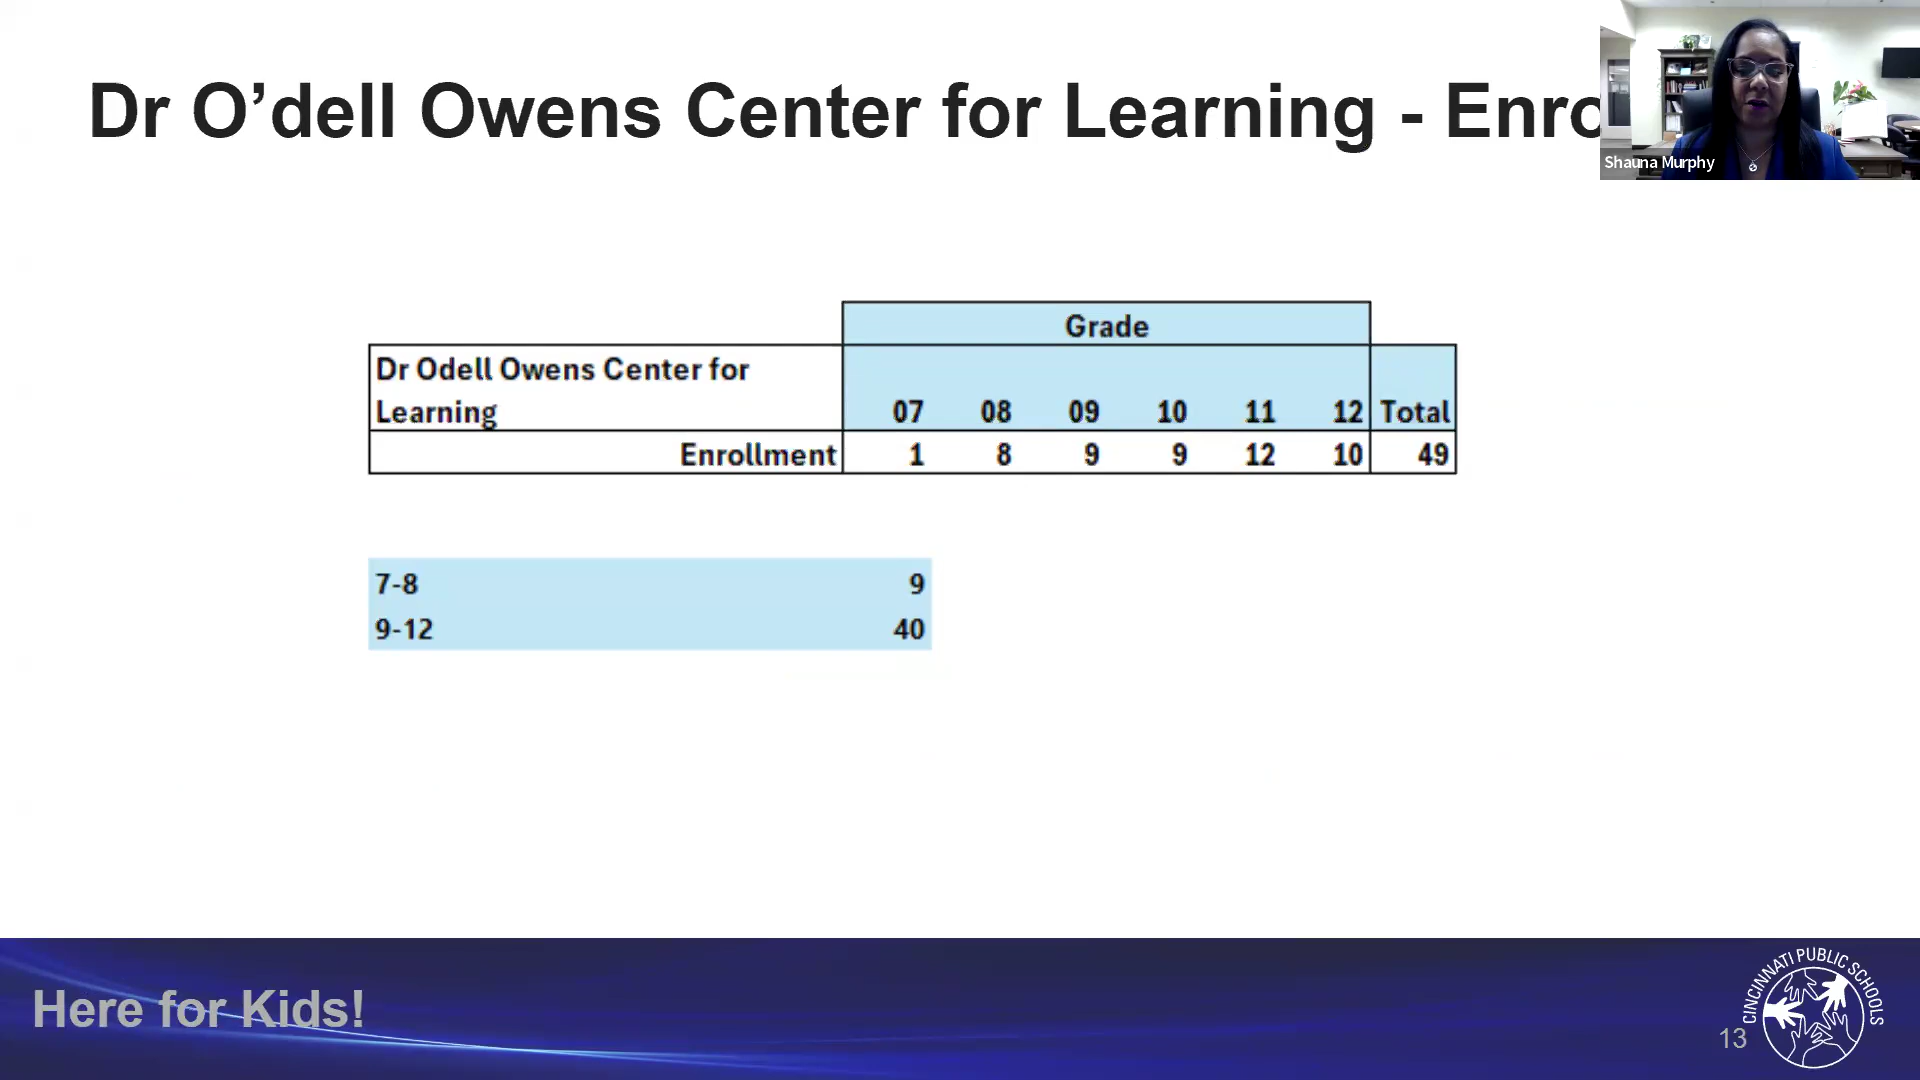 Dr O’dell Owens Center for Learning - Enro
Shauna Murphy
Grade
Dr Odell Owens Center for
Learning 07 08 09 10 11 12 Total
Enrollment 1 8 9 9 12 10 49
7-8 9
9-12 40
Here for Kids!
CINCINNATI PUBLIC SCHOOLS
13